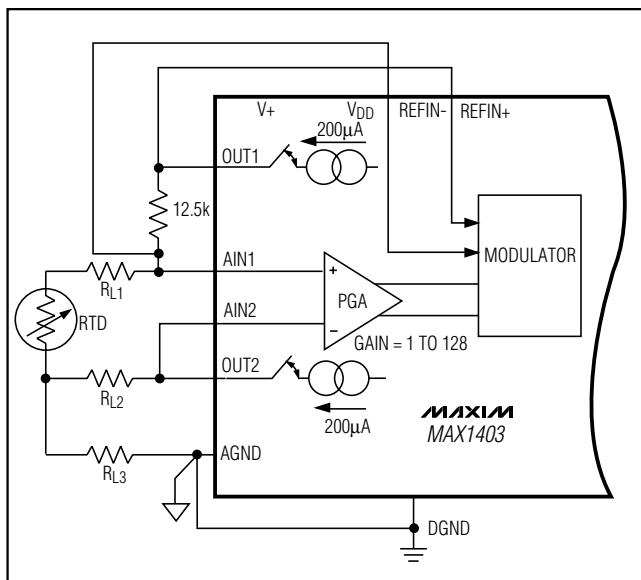 V+ VDD REFIN- REFIN+
200µA
OUT1
12.5k
MODULATOR
RL1
AIN1
+
PGA
RTD
AIN2
−
GAIN = 1 TO 128
RL2
OUT2
200µA
MAXIM
MAX1403
RL3
AGND
DGND